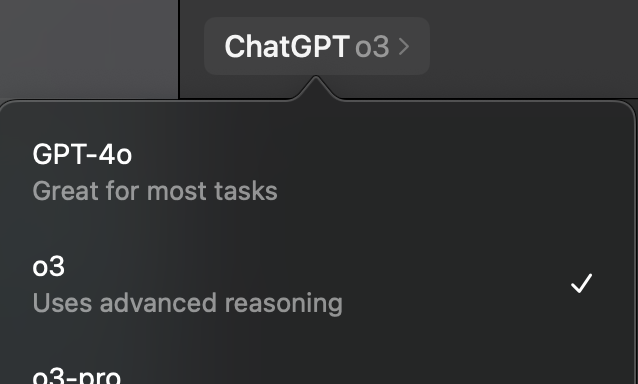 ChatGPT o3 >
GPT-4o
Great for most tasks
o3
Uses advanced reasoning
o3-pro